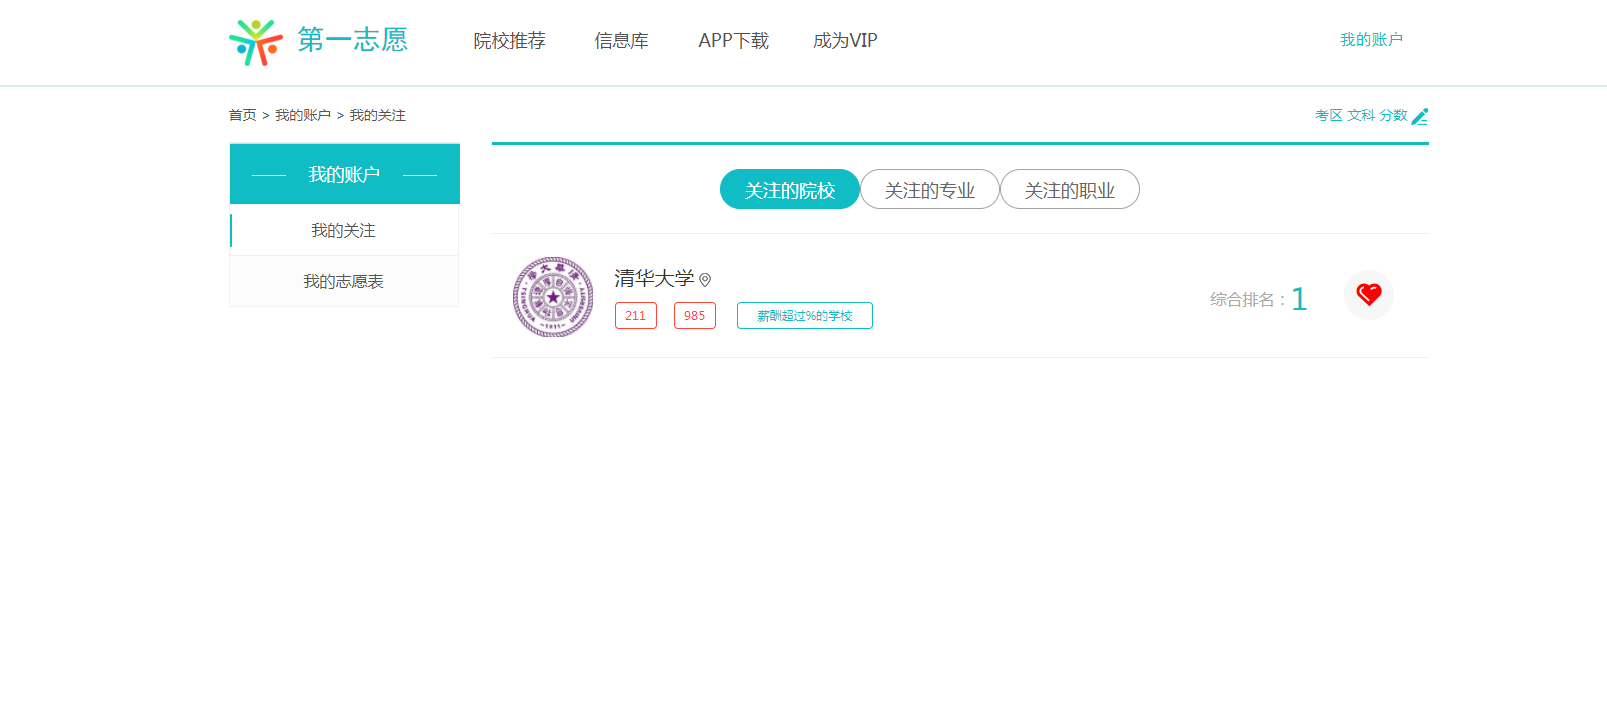 第一志愿 院校推荐 信息库 APP下载 成为VIP 我的账户
首页 > 我的账户 > 我的关注 考区 文科 分数
我的账户
我的关注
我的志愿表
关注的院校 关注的专业 关注的职业
清华大学
211 985 薪酬超过%的学校
综合排名：1
TSINGHUA UNIVERSITY
1911